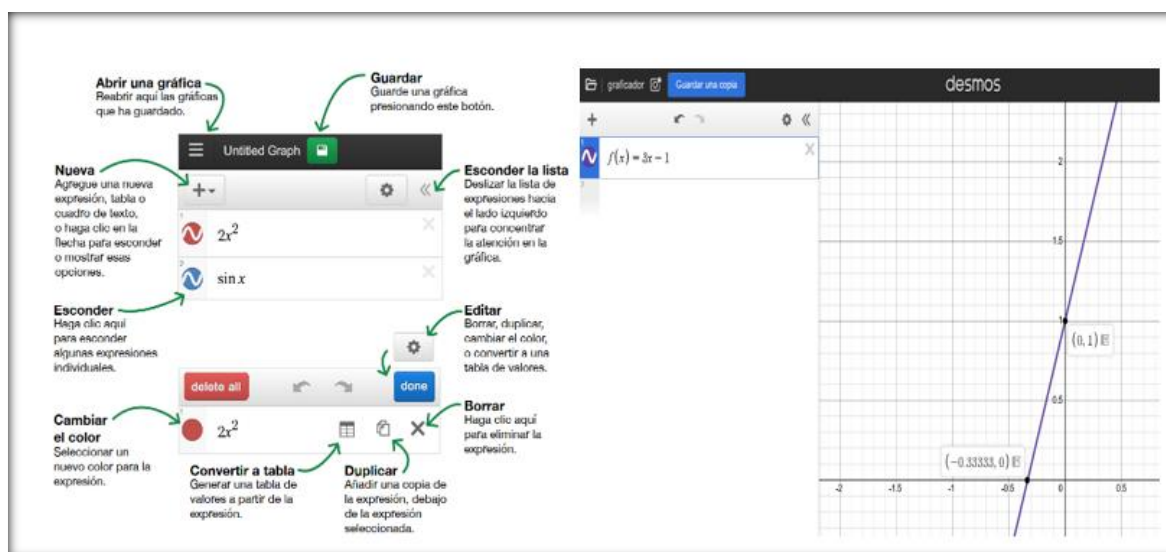 Abrir una gráfica
Reabrir aquí las gráficas
que ha guardado.
Guardar
Guarde una gráfica
presionando este botón.
Untitled Graph
Nueva
Agregue una nueva
expresión, tabla o
cuadro de texto,
o haga clic en la
flecha para esconder
o mostrar esas
opciones.
Esconder la lista
Deslizar la lista de
expresiones hacia
el lado izquierdo
para concentrar
la atención en la
gráfica.
1
2x²
2
sin x
Esconder
Haga clic aquí
para esconder
algunas expresiones
individuales.
Editar
Borrar, duplicar,
cambiar el color,
o convertir a una
tabla de valores.
delete all
done
Cambiar
el color
Seleccionar un
nuevo color para la
expresión.
2x²
Borrar
Haga clic aquí
para eliminar la
expresión.
Convertir a tabla
Generar una tabla de
valores a partir de la
expresión.
Duplicar
Añadir una copia de
la expresión, debajo
de la expresión
seleccionada.
graficador
Guardar una copia
desmos
1
f(x) = 3x − 1
2
2
1.5
1
(0, 1)
0.5
(−0.33333, 0)
-2 -1.5 -1 -0.5 0 0.5